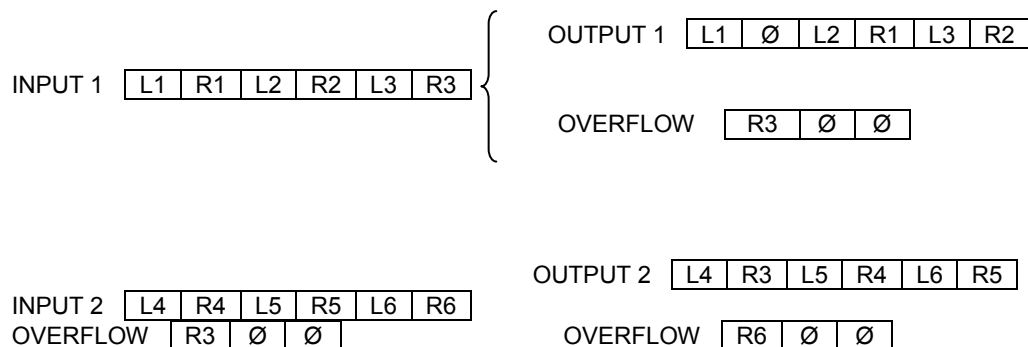 OUTPUT 1 L1 Ø L2 R1 L3 R2
INPUT 1 L1 R1 L2 R2 L3 R3
OVERFLOW R3 Ø Ø
OUTPUT 2 L4 R3 L5 R4 L6 R5
INPUT 2 L4 R4 L5 R5 L6 R6
OVERFLOW R3 Ø Ø
OVERFLOW R6 Ø Ø